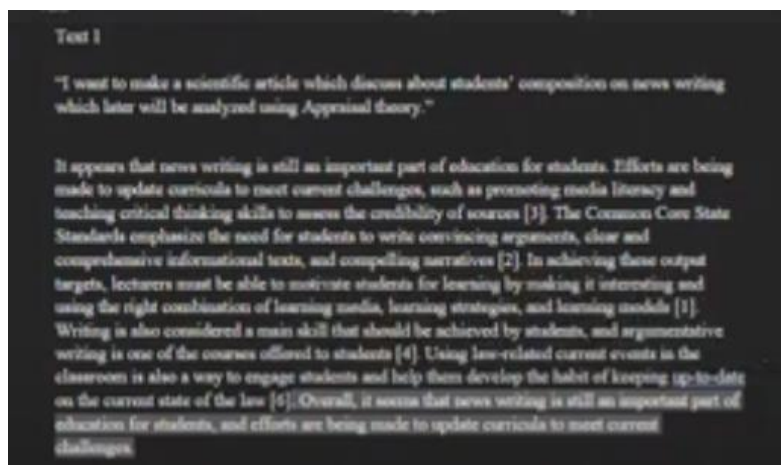 Text 1
"I want to make a scientific article which discuss about students' composition on news writing
which later will be analyzed using Appraisal theory."
It appears that news writing is still an important part of education for students. Efforts are being
made to update curricula to meet current challenges, such as promoting media literacy and
teaching critical thinking skills to assess the credibility of sources [3]. The Common Core State
Standards emphasize the need for students to write convincing arguments, clear and
comprehensive informational texts, and compelling narratives [2]. In achieving these output
targets, lecturers must be able to motivate students for learning by making it interesting and
using the right combination of learning media, learning strategies, and learning models [1].
Writing is also considered a main skill that should be achieved by students, and argumentative
writing is one of the courses offered to students [4]. Using law-related current events in the
classroom is also a way to engage students and help them develop the habit of keeping up-to-date
on the current state of the law [6]. Overall, it seems that news writing is still an important part of
education for students, and efforts are being made to update curricula to meet current
challenges.